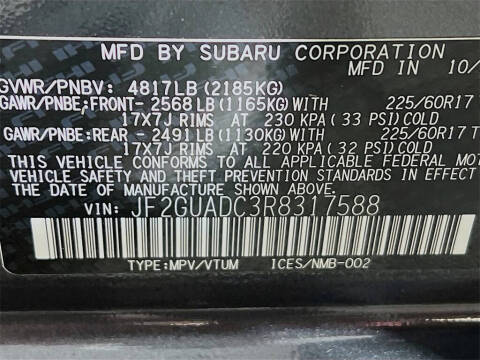 MFD BY SUBARU CORPORATION 10/
GVWR/PNBV: 4817LB (2185KG)
GAWR/PNBE;FRONT- 2568 LB (1165KG) WITH 225/60R17
17X7J RIMS AT 230 KPA (33 PSI) COLD
GAWR/PNBE:REAR - 2491 LB (1130KG) WITH 225/60R17 T
17X7J RIMS AT 220 KPA (32 PSI) COLD
THIS VEHICLE CONFORMS TO ALL APPLICABLE FEDERAL MOT
VEHICLE SAFETY AND THEFT PREVENTION STANDARDS IN EFFECT ON
DATE OF MANUFACTURE SHOWN ABOVE.
VIN: JF2GUADC3R8317588
TYPE:MPV/VTUM ICES/NMB-002